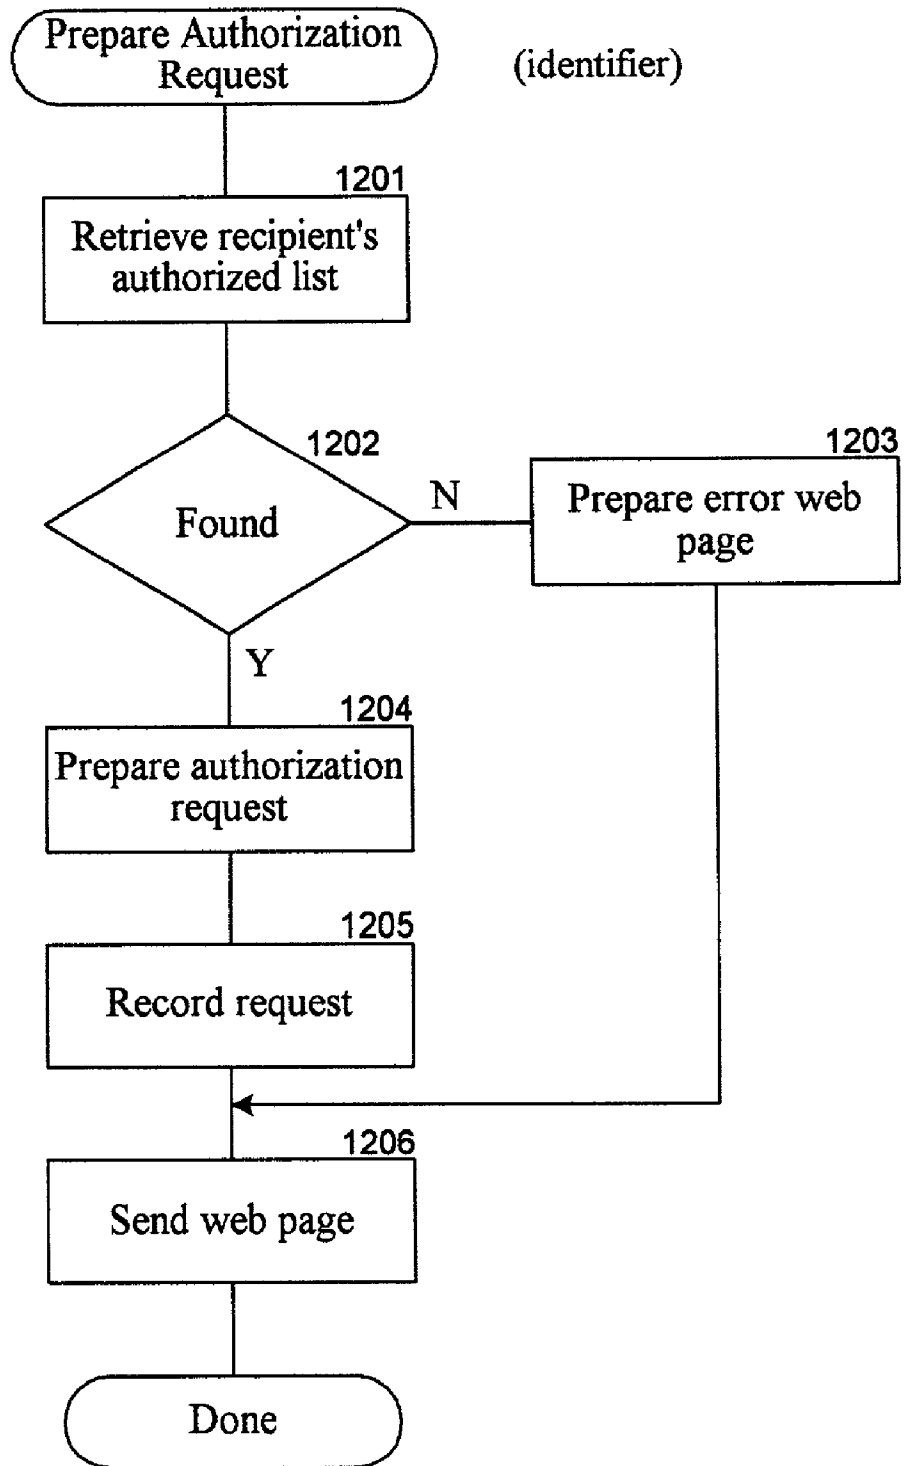 Prepare Authorization
Request
(identifier)
1201
Retrieve recipient's
authorized list
1202
Found
N
1203
Prepare error web
page
Y
1204
Prepare authorization
request
1205
Record request
1206
Send web page
Done